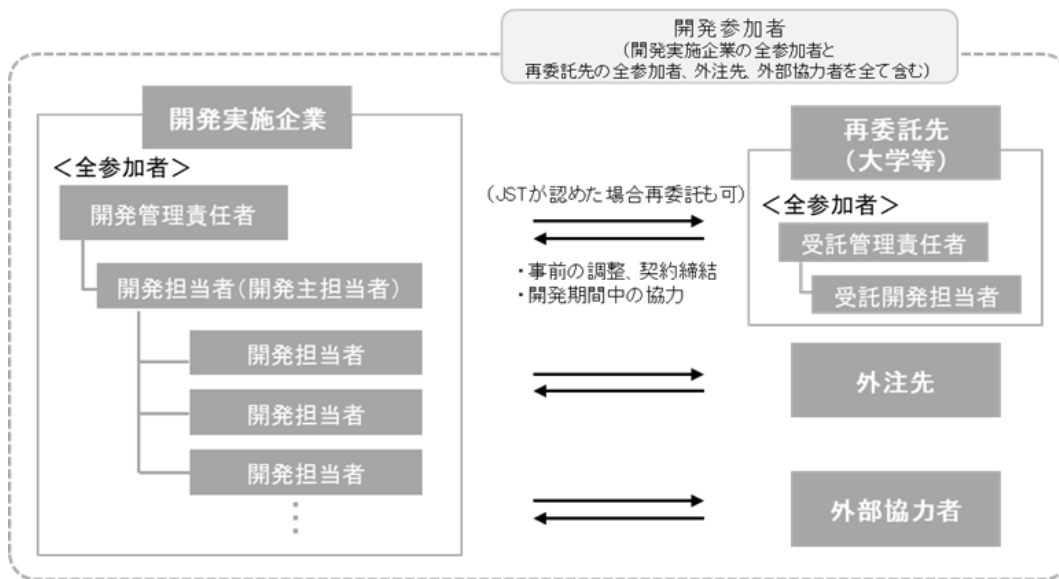 開発参加者
（開発実施企業の全参加者と
再委託先の全参加者、外注先、外部協力者を全て含む）
開発実施企業
＜全参加者＞
開発管理責任者
開発担当者（開発主担当者）
開発担当者
開発担当者
開発担当者
（JSTが認めた場合再委託も可）
・事前の調整、契約締結
・開発期間中の協力
再委託先
（大学等）
＜全参加者＞
受託管理責任者
受託開発担当者
外注先
外部協力者